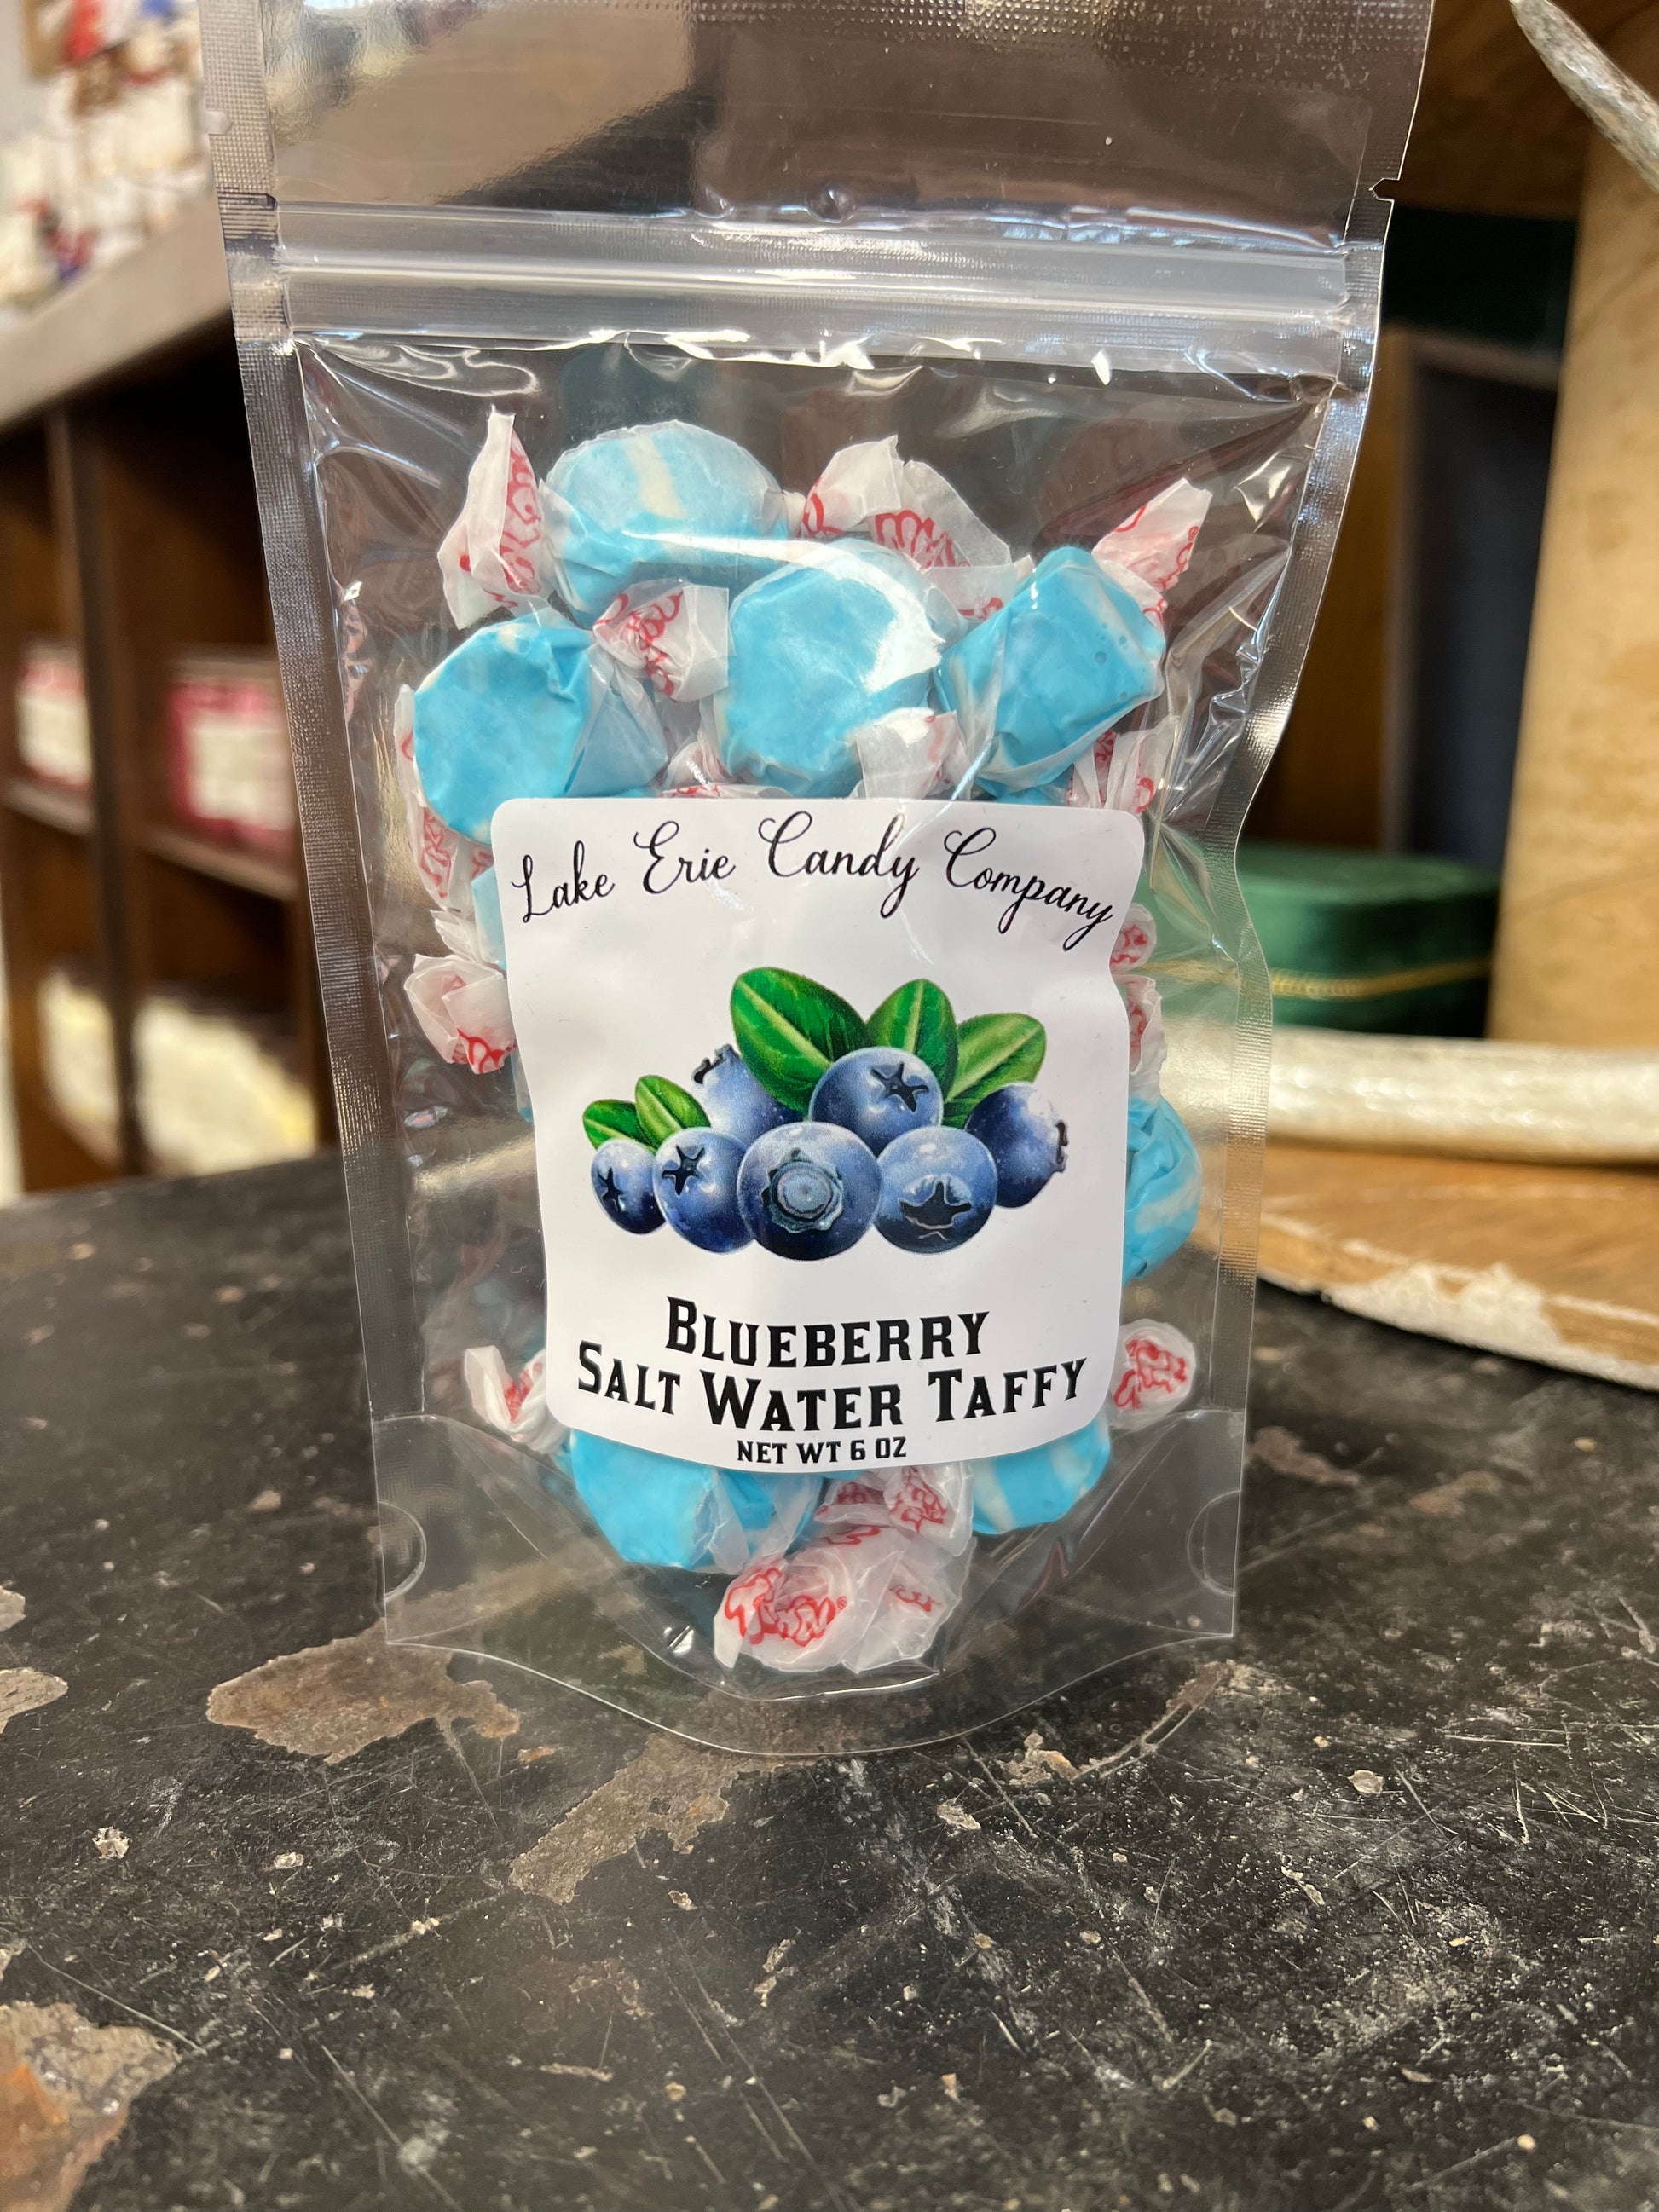 Lake Erie Candy Company
Blueberry
Salt Water Taffy
NET WT 6 OZ